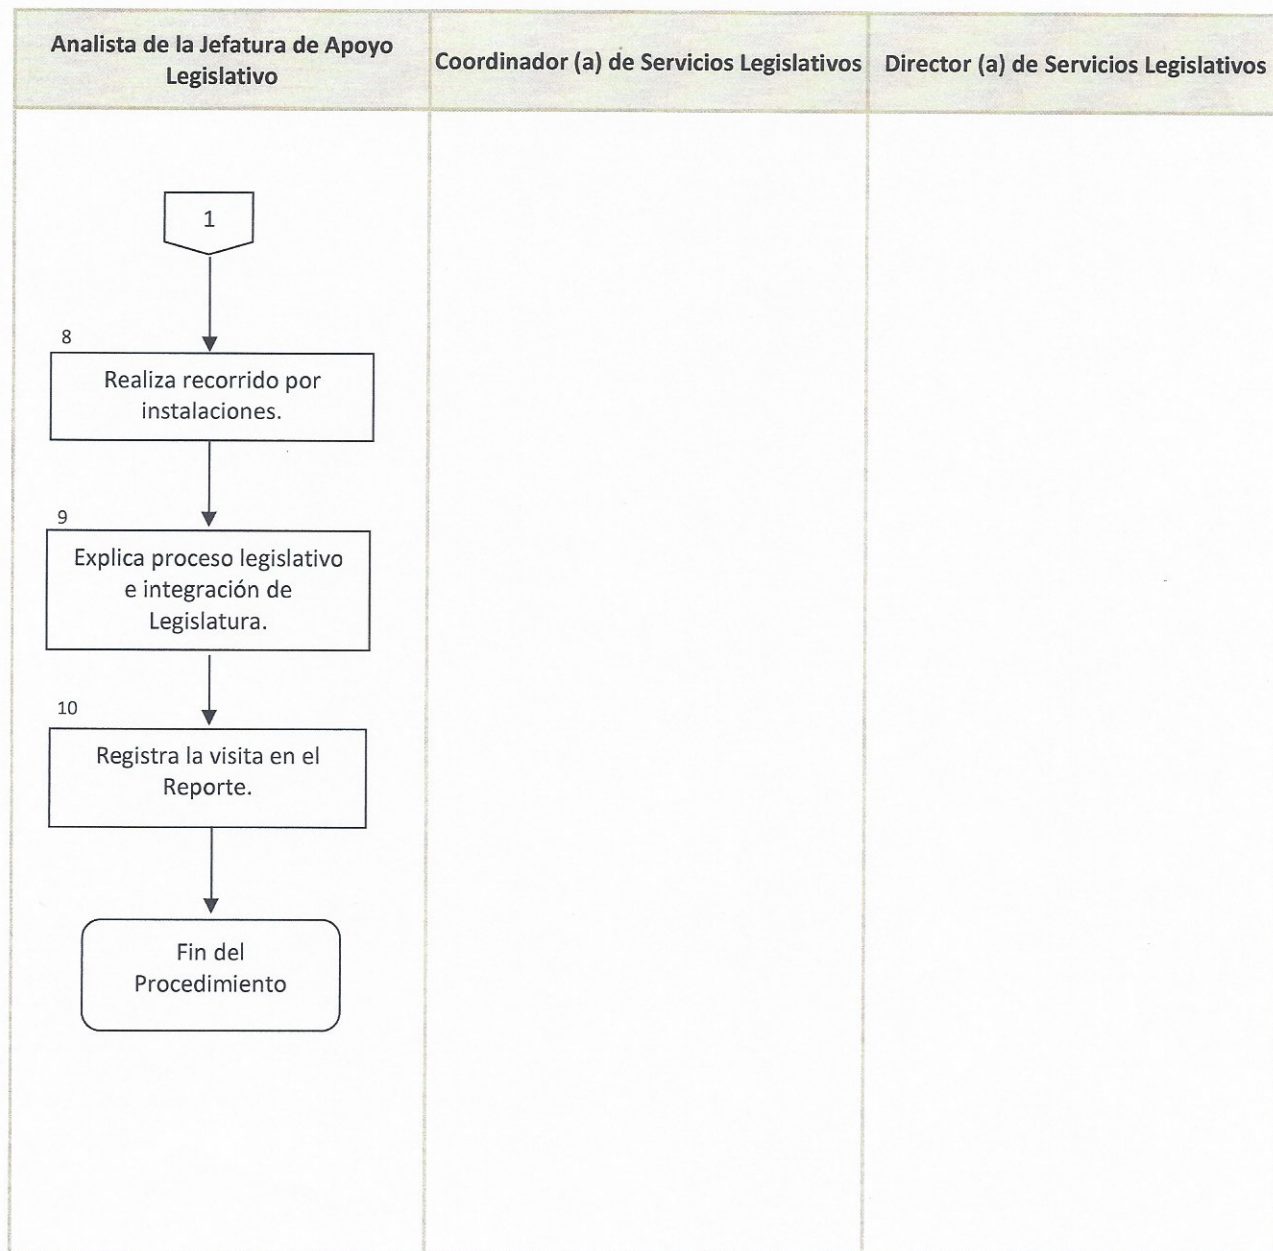 Analista de la Jefatura de Apoyo
Legislativo
Coordinador (a) de Servicios Legislativos
Director (a) de Servicios Legislativos
1
8
Realiza recorrido por
instalaciones.
9
Explica proceso legislativo
e integración de
Legislatura.
10
Registra la visita en el
Reporte.
Fin del
Procedimiento